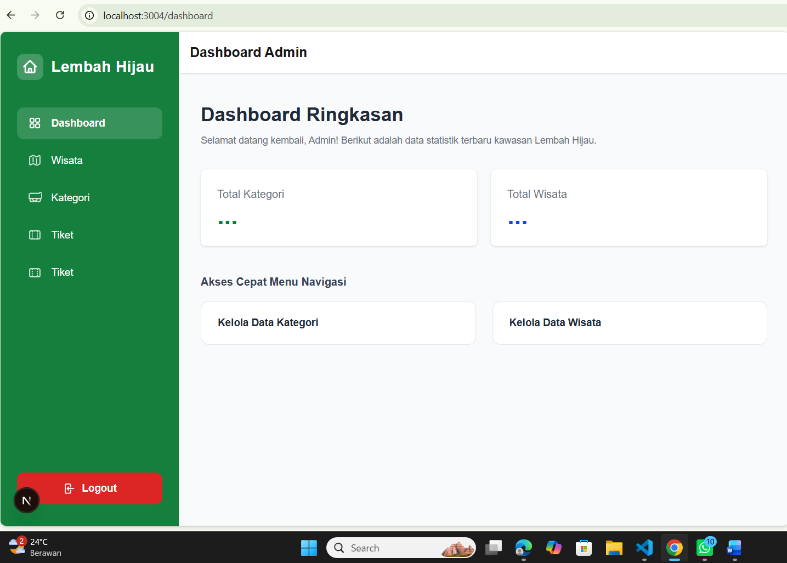 localhost:3004/dashboard
Lembah Hijau
Dashboard Admin
Dashboard
Wisata
Kategori
Tiket
Tiket
Logout
N
Dashboard Ringkasan
Selamat datang kembali, Admin! Berikut adalah data statistik terbaru kawasan Lembah Hijau.
Total Kategori
...
Total Wisata
...
Akses Cepat Menu Navigasi
Kelola Data Kategori
Kelola Data Wisata
2
24°C
Berawan
Search
10